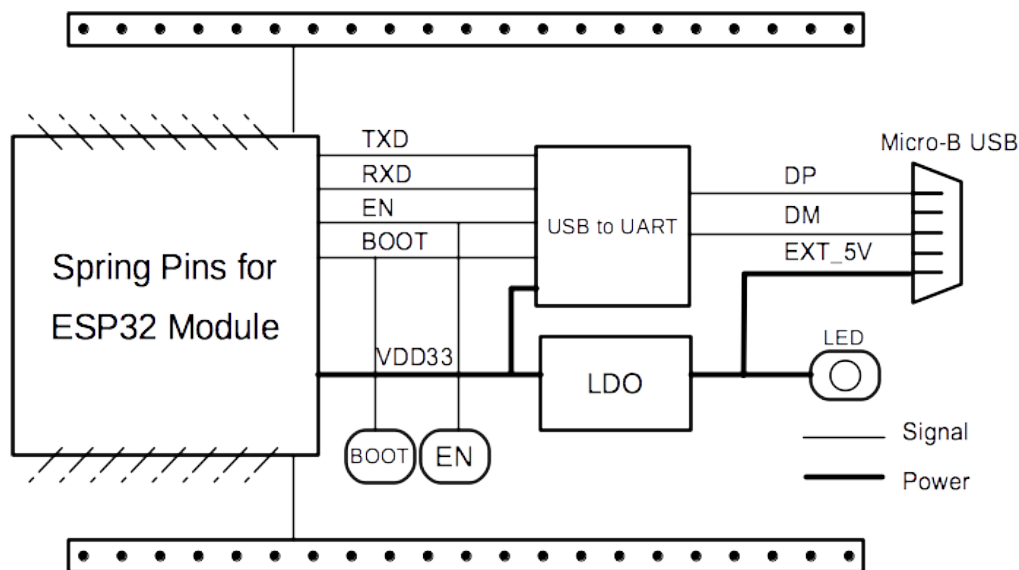 TXD
Micro-B USB
RXD
DP
EN
DM
USB to UART
BOOT
EXT_5V
Spring Pins for
ESP32 Module
LED
VDD33
LDO
Signal
BOOT
EN
Power